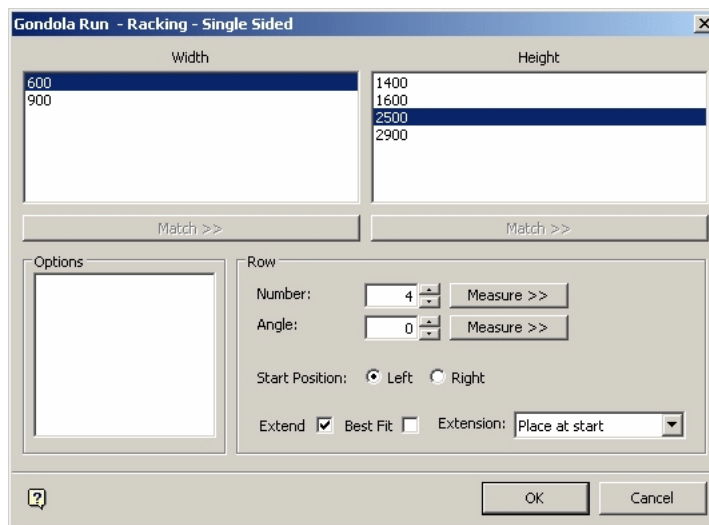 Gondola Run  - Racking - Single Sided
Width
600
900
Match >>
Height
1400
1600
2500
2900
Match >>
Options
Row
Number: 4 Measure >>
Angle: 0 Measure >>
Start Position: Left Right
Extend Best Fit Extension: Place at start
? OK Cancel